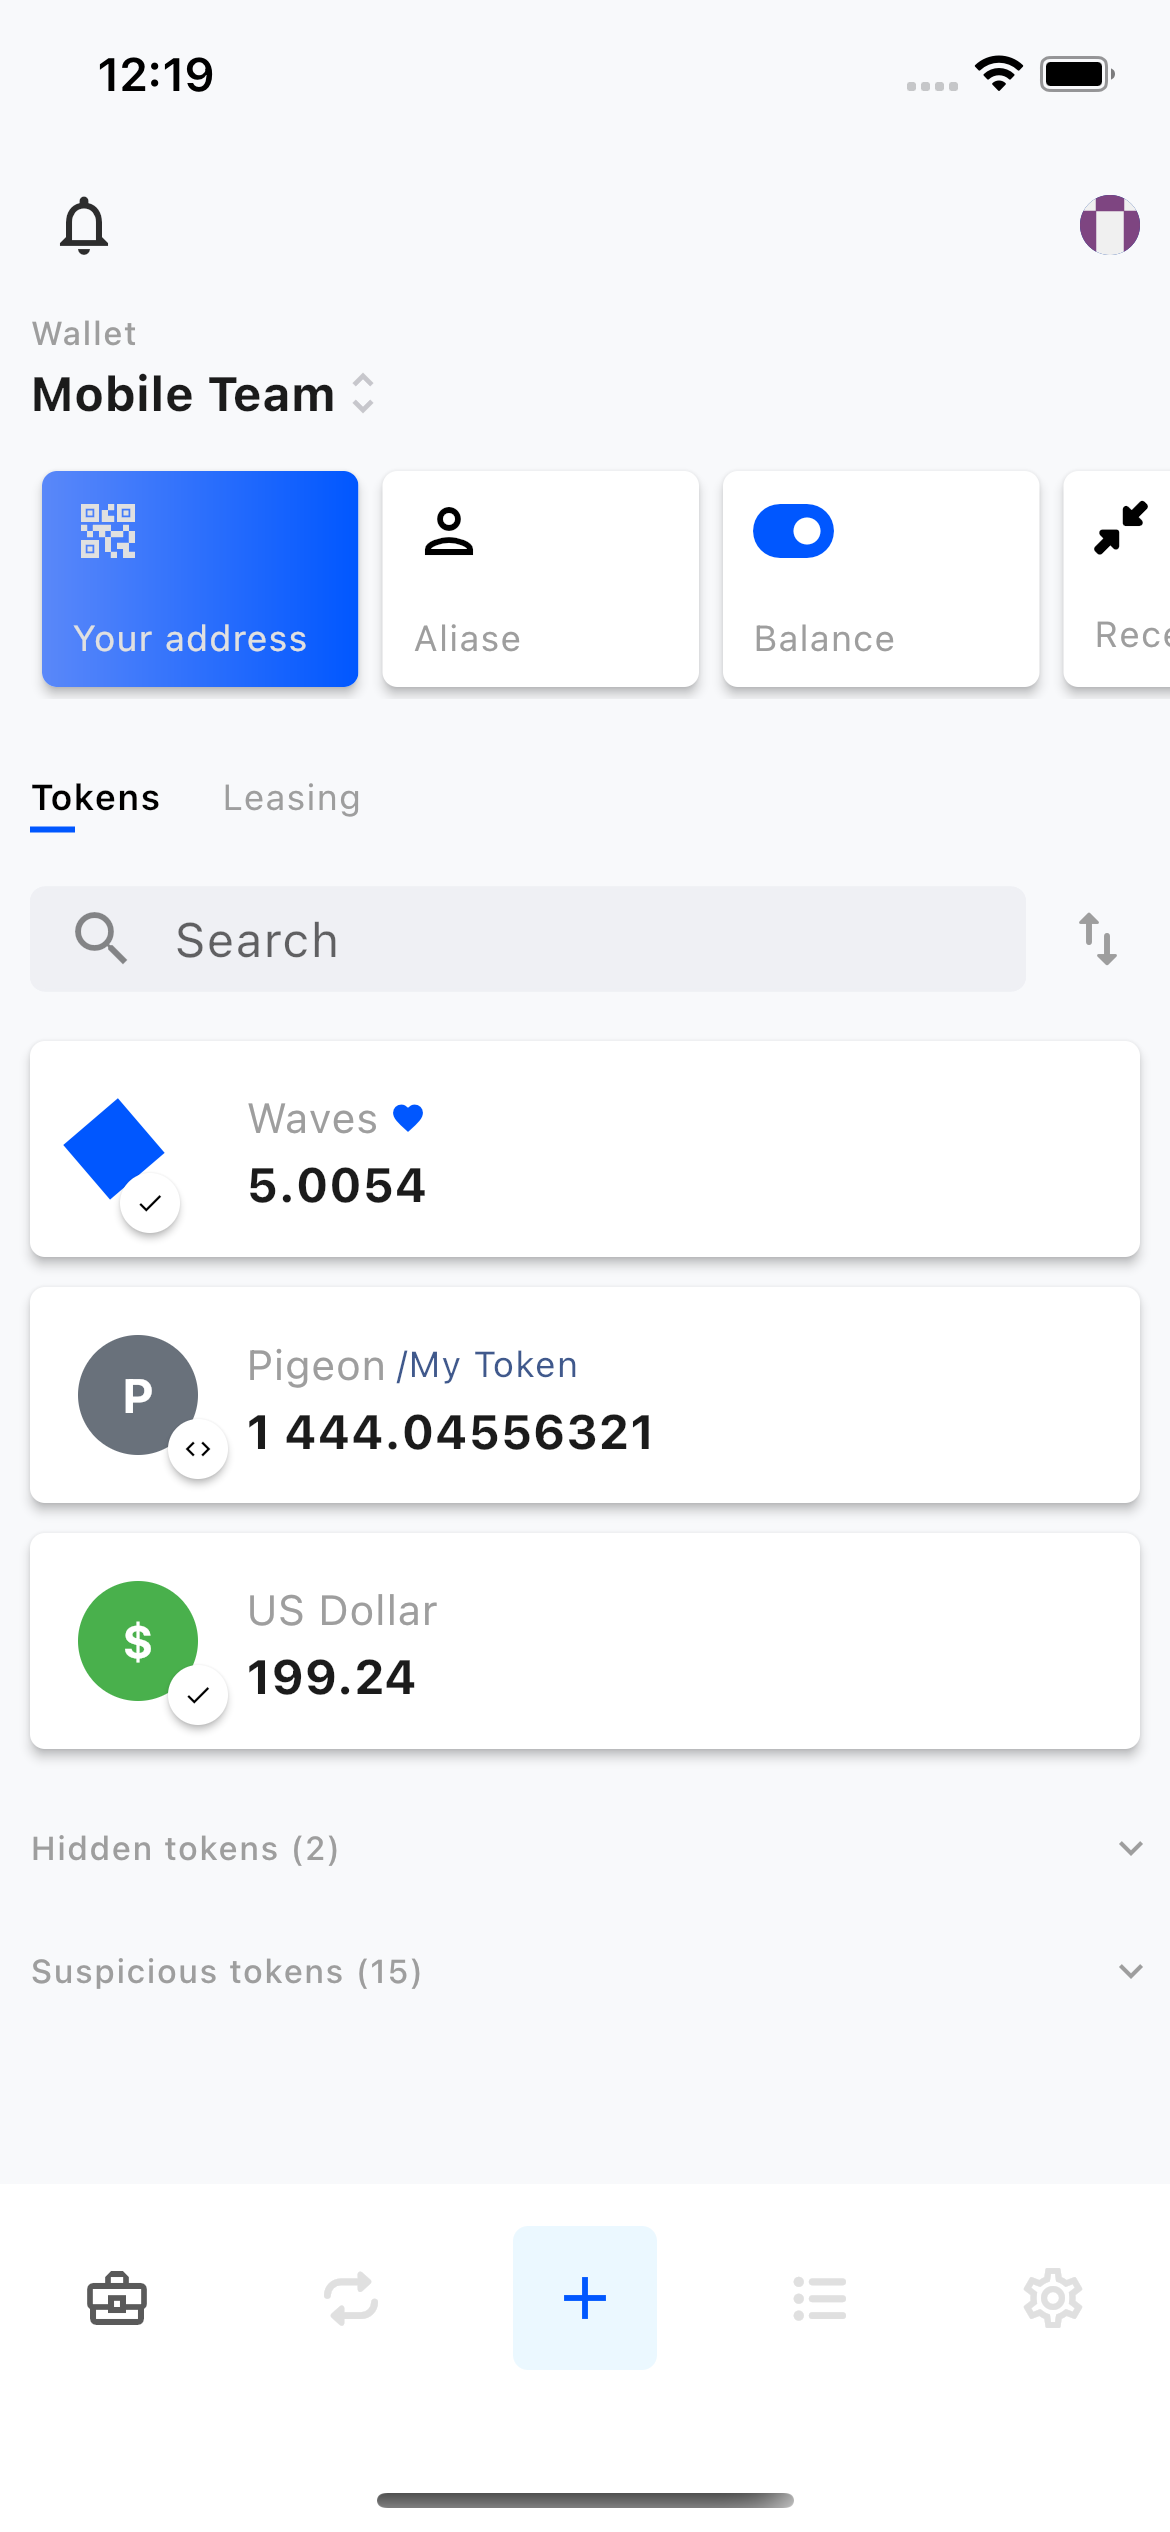 12:19
Wallet
Mobile Team
Your address
Aliase
Balance
Rece
Tokens
Leasing
Search
Waves
5.0054
P
Pigeon /My Token
1 444.04556321
$
US Dollar
199.24
Hidden tokens (2)
Suspicious tokens (15)